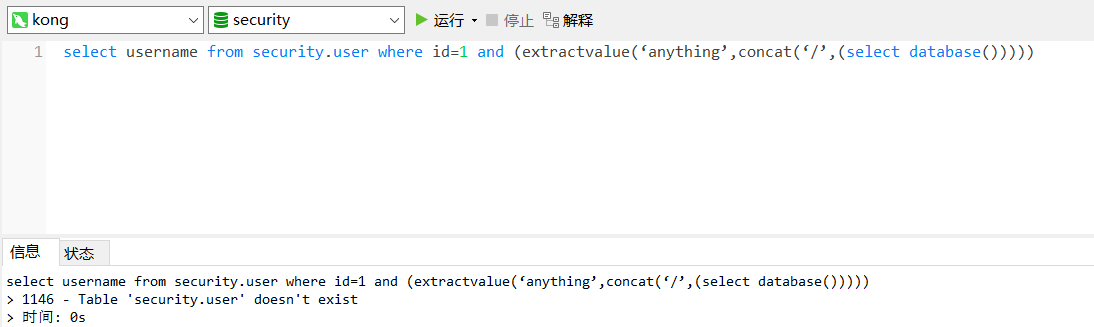 kong security 运行 停止 解释
1 select username from security.user where id=1 and (extractvalue(‘anything’,concat(‘/’,(select database()))))
信息 状态
select username from security.user where id=1 and (extractvalue(‘anything’,concat(‘/’,(select database()))))
> 1146 - Table 'security.user' doesn't exist
> 时间: 0s